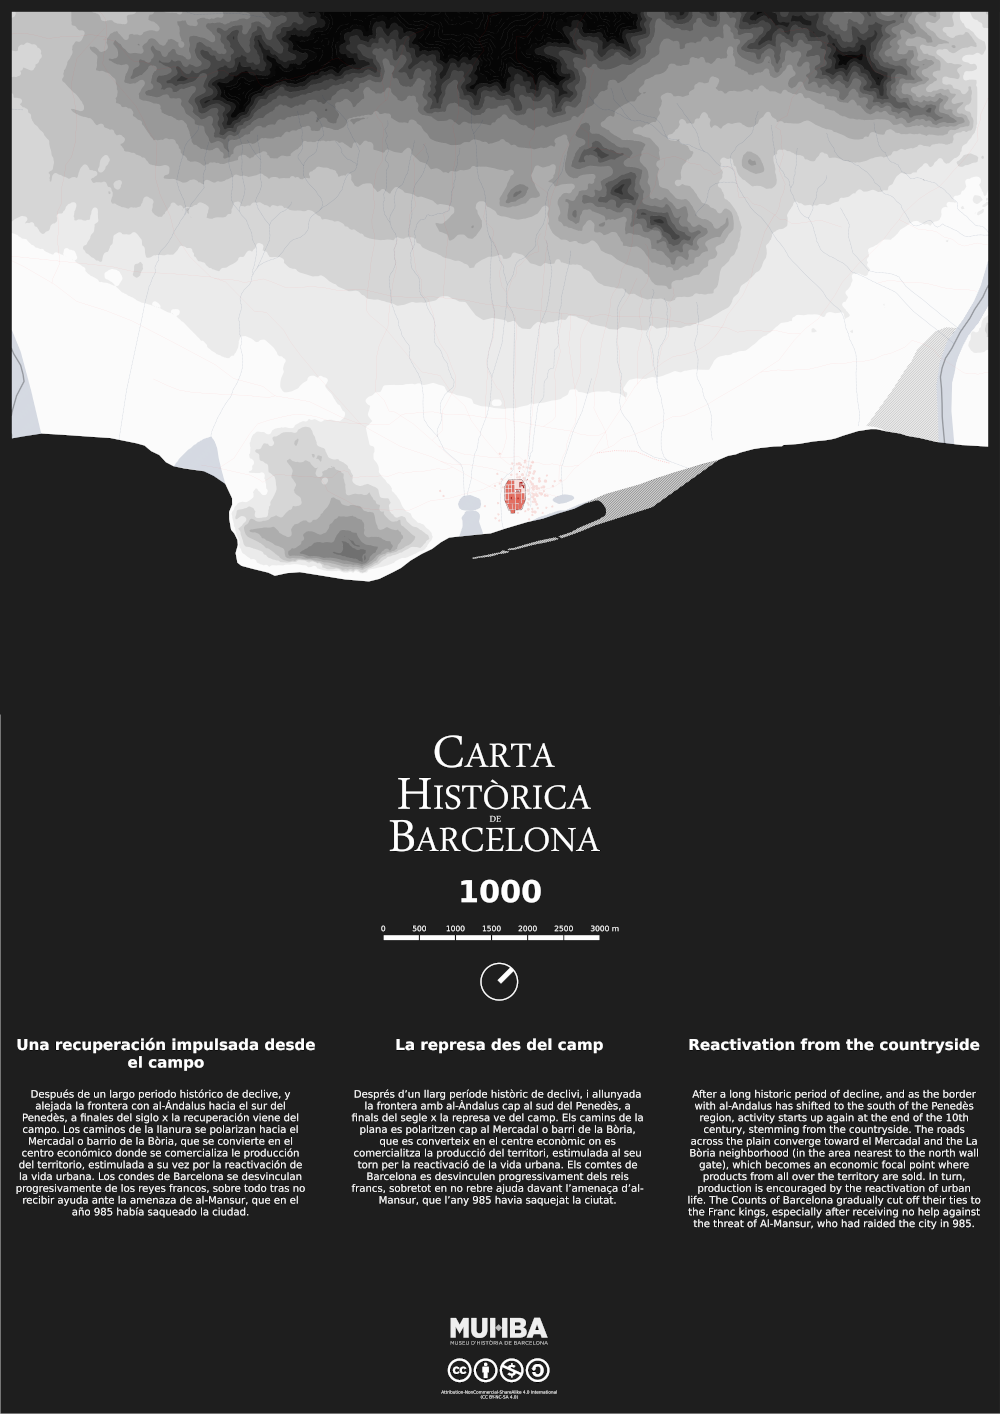 CARTA
HISTÒRICA
DE
BARCELONA
1000
0 500 1000 1500 2000 2500 3000 m
Una recuperación impulsada desde
el campo
Después de un largo periodo histórico de declive, y
alejada la frontera con al-Ándalus hacia el sur del
Penedès, a finales del siglo x la recuperación viene del
campo. Los caminos de la llanura se polarizan hacia el
Mercadal o barrio de la Bòria, que se convierte en el
centro económico donde se comercializa le producción
del territorio, estimulada a su vez por la reactivación de
la vida urbana. Los condes de Barcelona se desvinculan
progresivamente de los reyes francos, sobre todo tras no
recibir ayuda ante la amenaza de al-Mansur, que en el
año 985 había saqueado la ciudad.
La represa des del camp
Després d’un llarg període històric de declivi, i allunyada
la frontera amb al-Àndalus cap al sud del Penedès, a
finals del segle x la represa ve del camp. Els camins de la
plana es polaritzen cap al Mercadal o barri de la Bòria,
que es converteix en el centre econòmic on es
comercialitza la producció del territori, estimulada al seu
torn per la reactivació de la vida urbana. Els comtes de
Barcelona es desvinculen progressivament dels reis
francs, sobretot en no rebre ajuda davant l’amenaça d’al-
Mansur, que l’any 985 havia saquejat la ciutat.
Reactivation from the countryside
After a long historic period of decline, and as the border
with al-Andalus has shifted to the south of the Penedès
region, activity starts up again at the end of the 10th
century, stemming from the countryside. The roads
across the plain converge toward el Mercadal and the La
Bòria neighborhood (in the area nearest to the north wall
gate), which becomes an economic focal point where
products from all over the territory are sold. In turn,
production is encouraged by the reactivation of urban
life. The Counts of Barcelona gradually cut off their ties to
the Franc kings, especially after receiving no help against
the threat of Al-Mansur, who had raided the city in 985.
MUHBA
MUSEU D'HISTÒRIA DE BARCELONA
cc
Attribution-NonCommercial-ShareAlike 4.0 International
(CC BY-NC-SA 4.0)